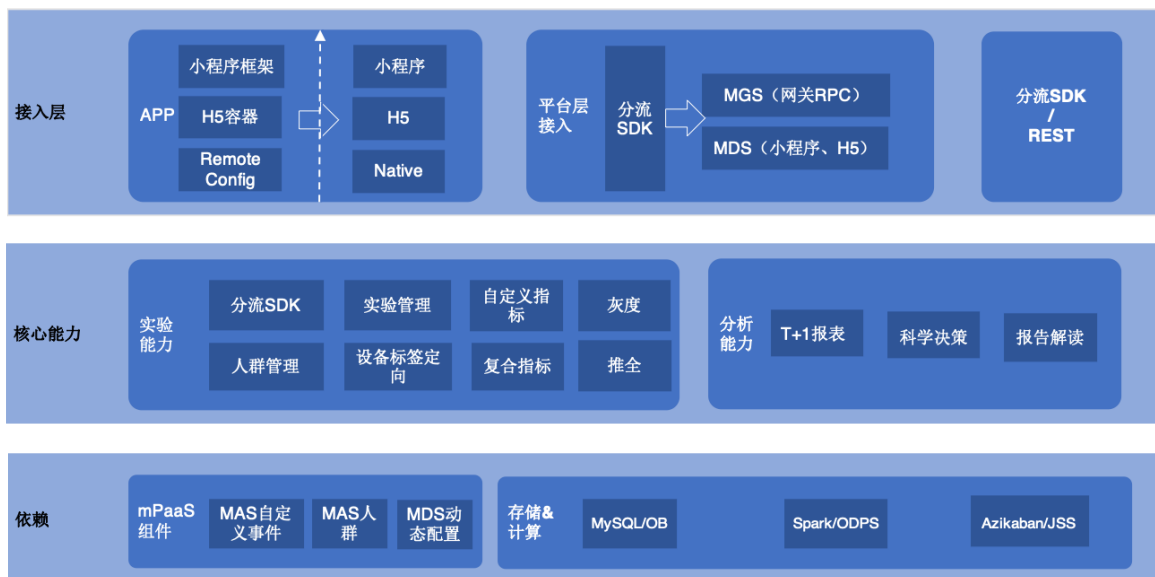 接入层
APP
小程序框架
H5容器
Remote
Config
小程序
H5
Native
平台层
接入
分流
SDK
MGS（网关RPC）
MDS（小程序、H5）
分流SDK
/
REST
核心能力
实验
能力
分流SDK
实验管理
自定义指
标
灰度
人群管理
设备标签定
向
复合指标
推全
分析
能力
T+1报表
科学决策
报告解读
依赖
mPaaS
组件
MAS自定
义事件
MAS人
群
MDS动
态配置
存储&
计算
MySQL/OB
Spark/ODPS
Azikaban/JSS